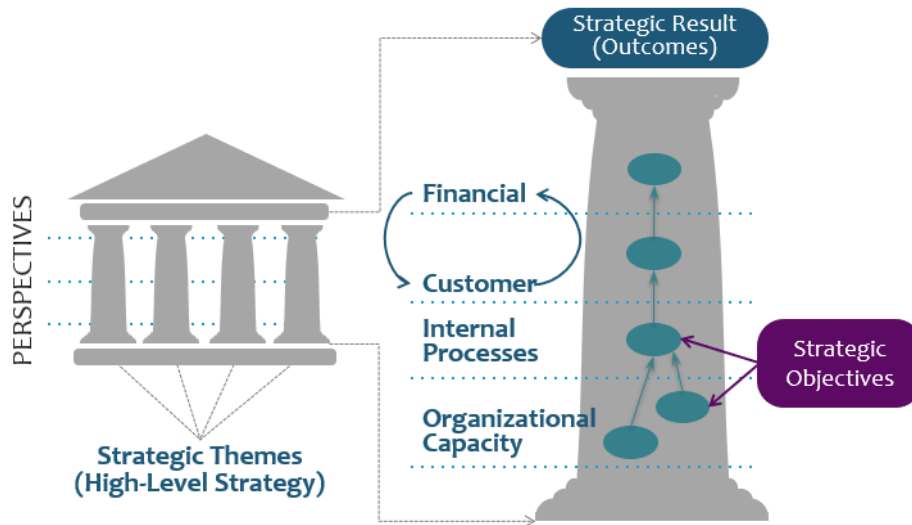 Strategic Result
(Outcomes)
PERSPECTIVES
Financial
Customer
Internal
Processes
Organizational
Capacity
Strategic
Objectives
Strategic Themes
(High-Level Strategy)